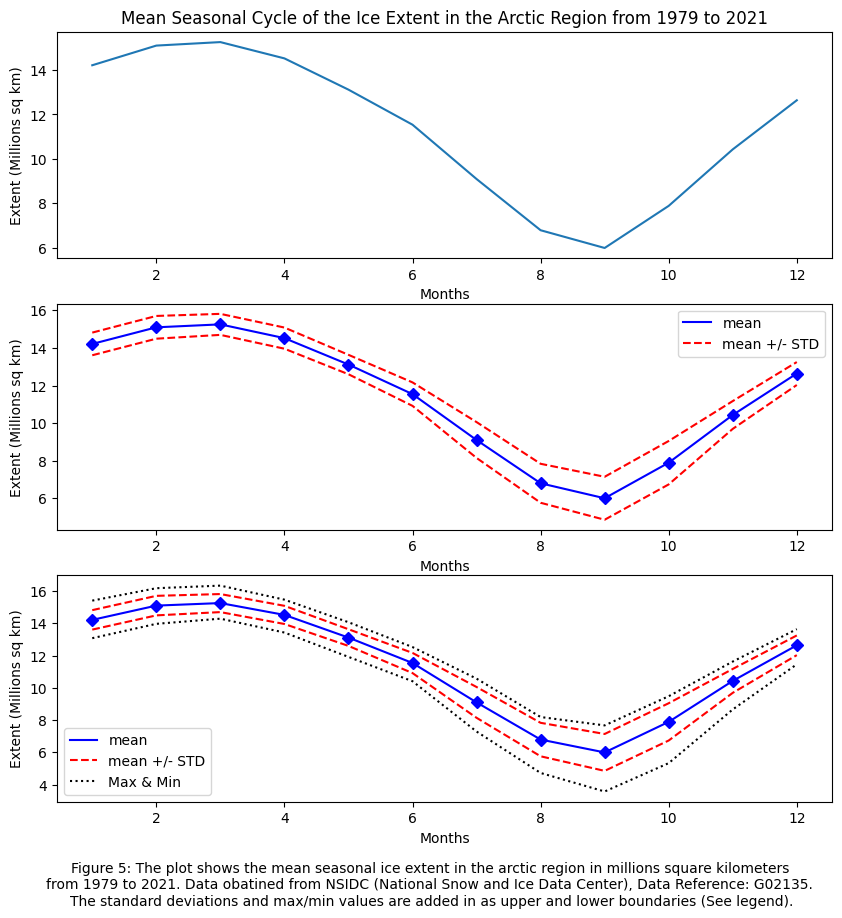 Mean Seasonal Cycle of the Ice Extent in the Arctic Region from 1979 to 2021
Extent (Millions sq km)
14
12
10
8
6
2 4 6 8 10 12
Months
Extent (Millions sq km)
16
14
12
10
8
6
mean
mean +/- STD
2 4 6 8 10 12
Months
Extent (Millions sq km)
16
14
12
10
8
6
4
mean
mean +/- STD
Max & Min
2 4 6 8 10 12
Months
Figure 5: The plot shows the mean seasonal ice extent in the arctic region in millions square kilometers
from 1979 to 2021. Data obatined from NSIDC (National Snow and Ice Data Center), Data Reference: G02135.
The standard deviations and max/min values are added in as upper and lower boundaries (See legend).